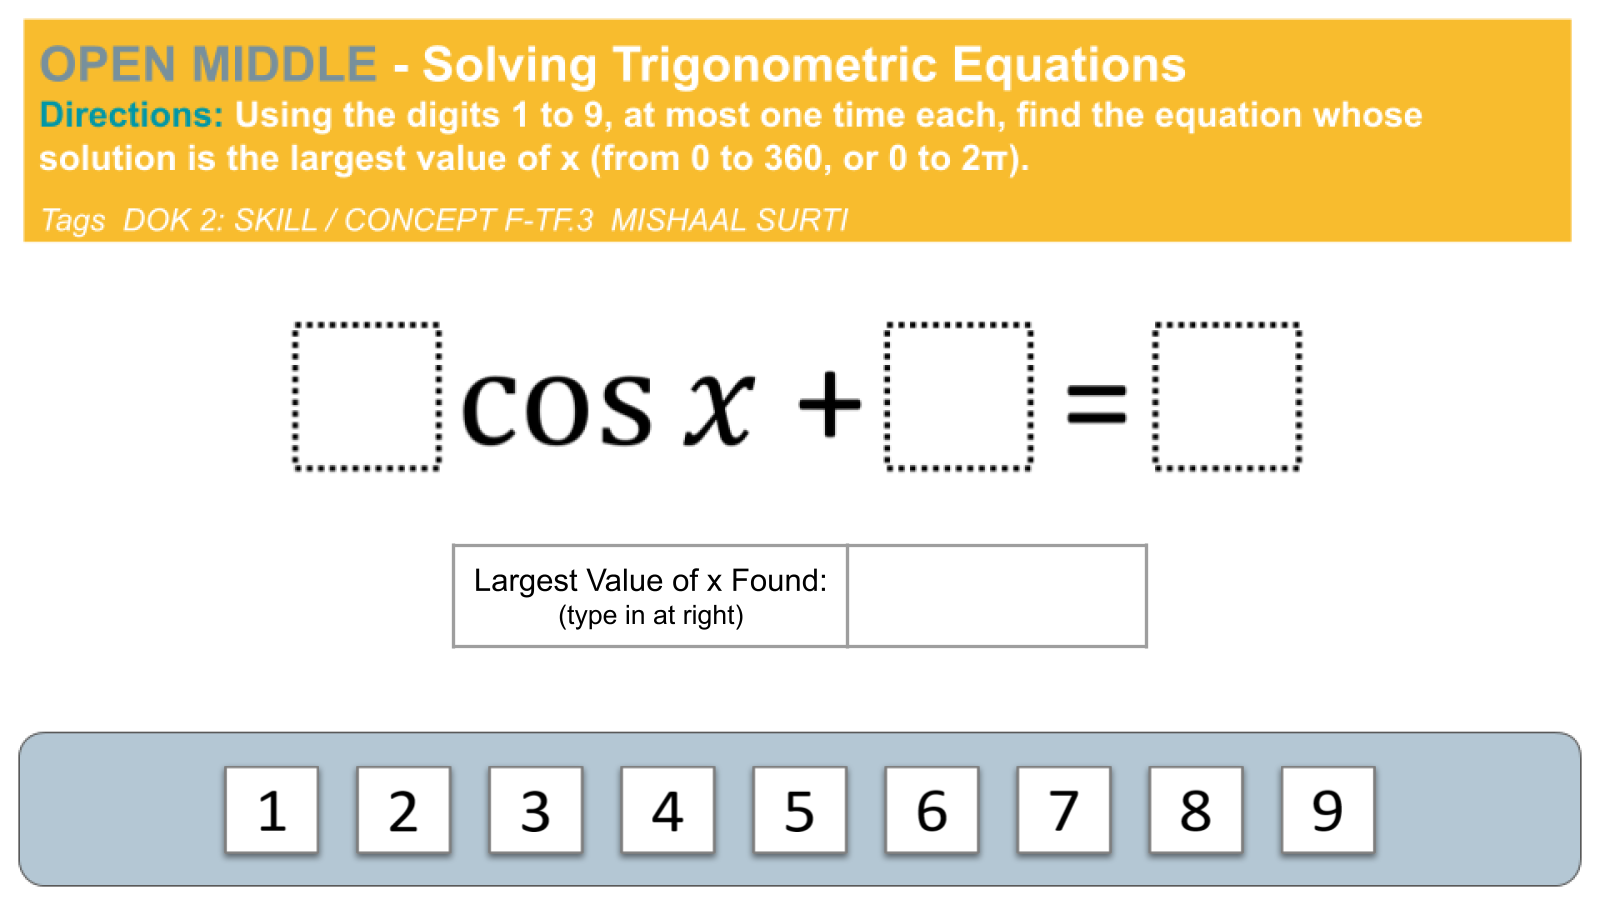 OPEN MIDDLE - Solving Trigonometric Equations
Directions: Using the digits 1 to 9, at most one time each, find the equation whose
solution is the largest value of x (from 0 to 360, or 0 to 2π).
Tags DOK 2: SKILL / CONCEPT F-TF.3 MISHAAL SURTI
cos x + =
Largest Value of x Found:
(type in at right)
1 2 3 4 5 6 7 8 9